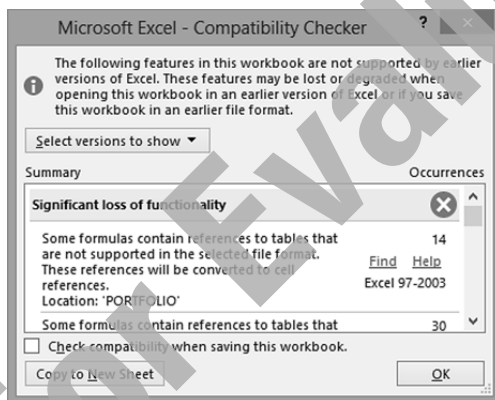 Microsoft Excel - Compatibility Checker ?
The following features in this workbook are not supported by earlier
versions of Excel. These features may be lost or degraded when
opening this workbook in an earlier version of Excel or if you save
this workbook in an earlier file format.
Select versions to show
Summary Occurrences
Significant loss of functionality
Some formulas contain references to tables that 14
are not supported in the selected file format.
These references will be converted to cell Find Help
references. Excel 97-2003
Location: 'PORTFOLIO'
Some formulas contain references to tables that 30
Check compatibility when saving this workbook.
Copy to New Sheet OK
For Evalu